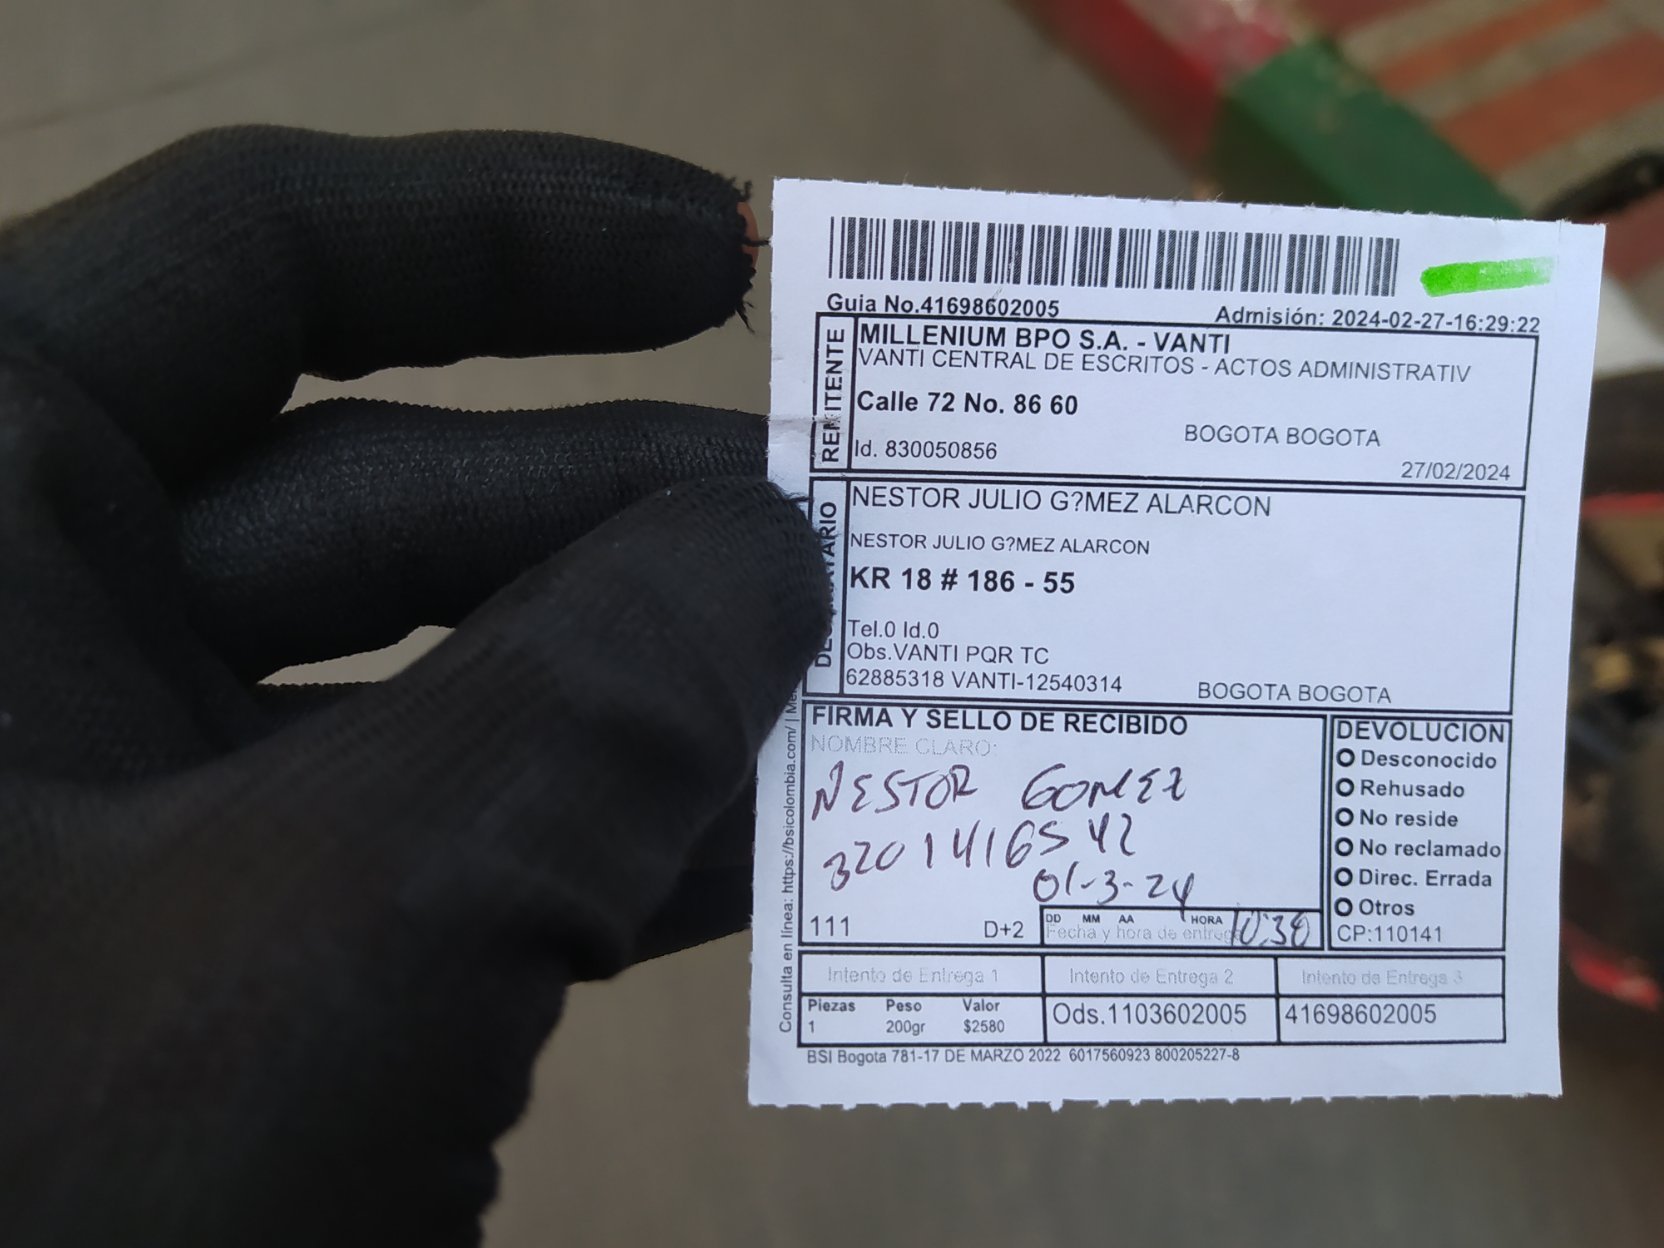 Guia No.41698602005
Admisión: 2024-02-27-16:29:22
REMITENTE
MILLENIUM BPO S.A. - VANTI
VANTI CENTRAL DE ESCRITOS - ACTOS ADMINISTRATIV
Calle 72 No. 86 60
BOGOTA BOGOTA
Id. 830050856
27/02/2024
NESTOR JULIO G?MEZ ALARCON
NESTOR JULIO G?MEZ ALARCON
KR 18 # 186 - 55
Tel.0 Id.0
Obs.VANTI PQR TC
62885318 VANTI-12540314
BOGOTA BOGOTA
FIRMA Y SELLO DE RECIBIDO
NOMBRE CLARO:
NESTOR GOMEZ
3201416542
01-3-24
111
D+2
DD MM AA HORA
Fecha y hora de entrega
10:30
DEVOLUCION
Desconocido
Rehusado
No reside
No reclamado
Direc. Errada
Otros
CP:110141
Intento de Entrega 1
Intento de Entrega 2
Intento de Entrega 3
Piezas Peso Valor
1 200gr $2580
Ods.1103602005
41698602005
BSI Bogota 781-17 DE MARZO 2022 6017560923 800205227-8
Consulta en línea: https://bsicolombia.com/ |